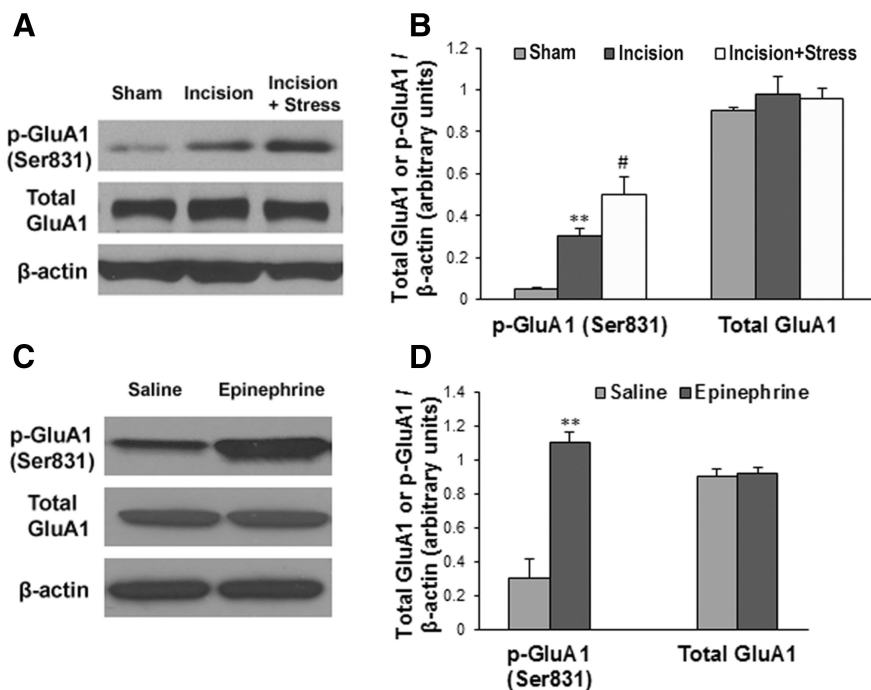 A
Sham
Incision
Incision
+ Stress
p-GluA1
(Ser831)
Total
GluA1
β-actin
B
Total GluA1 or p-GluA1 /
β-actin (arbitrary units)
1.2
1
0.8
0.6
0.4
0.2
0
Sham
Incision
Incision+Stress
**
#
p-GluA1 (Ser831)
Total GluA1
C
Saline
Epinephrine
p-GluA1
(Ser831)
Total
GluA1
β-actin
D
Total GluA1 or p-GluA1 /
β-actin (arbitrary units)
1.4
1.2
1
0.8
0.6
0.4
0.2
0
Saline
Epinephrine
**
p-GluA1
(Ser831)
Total GluA1